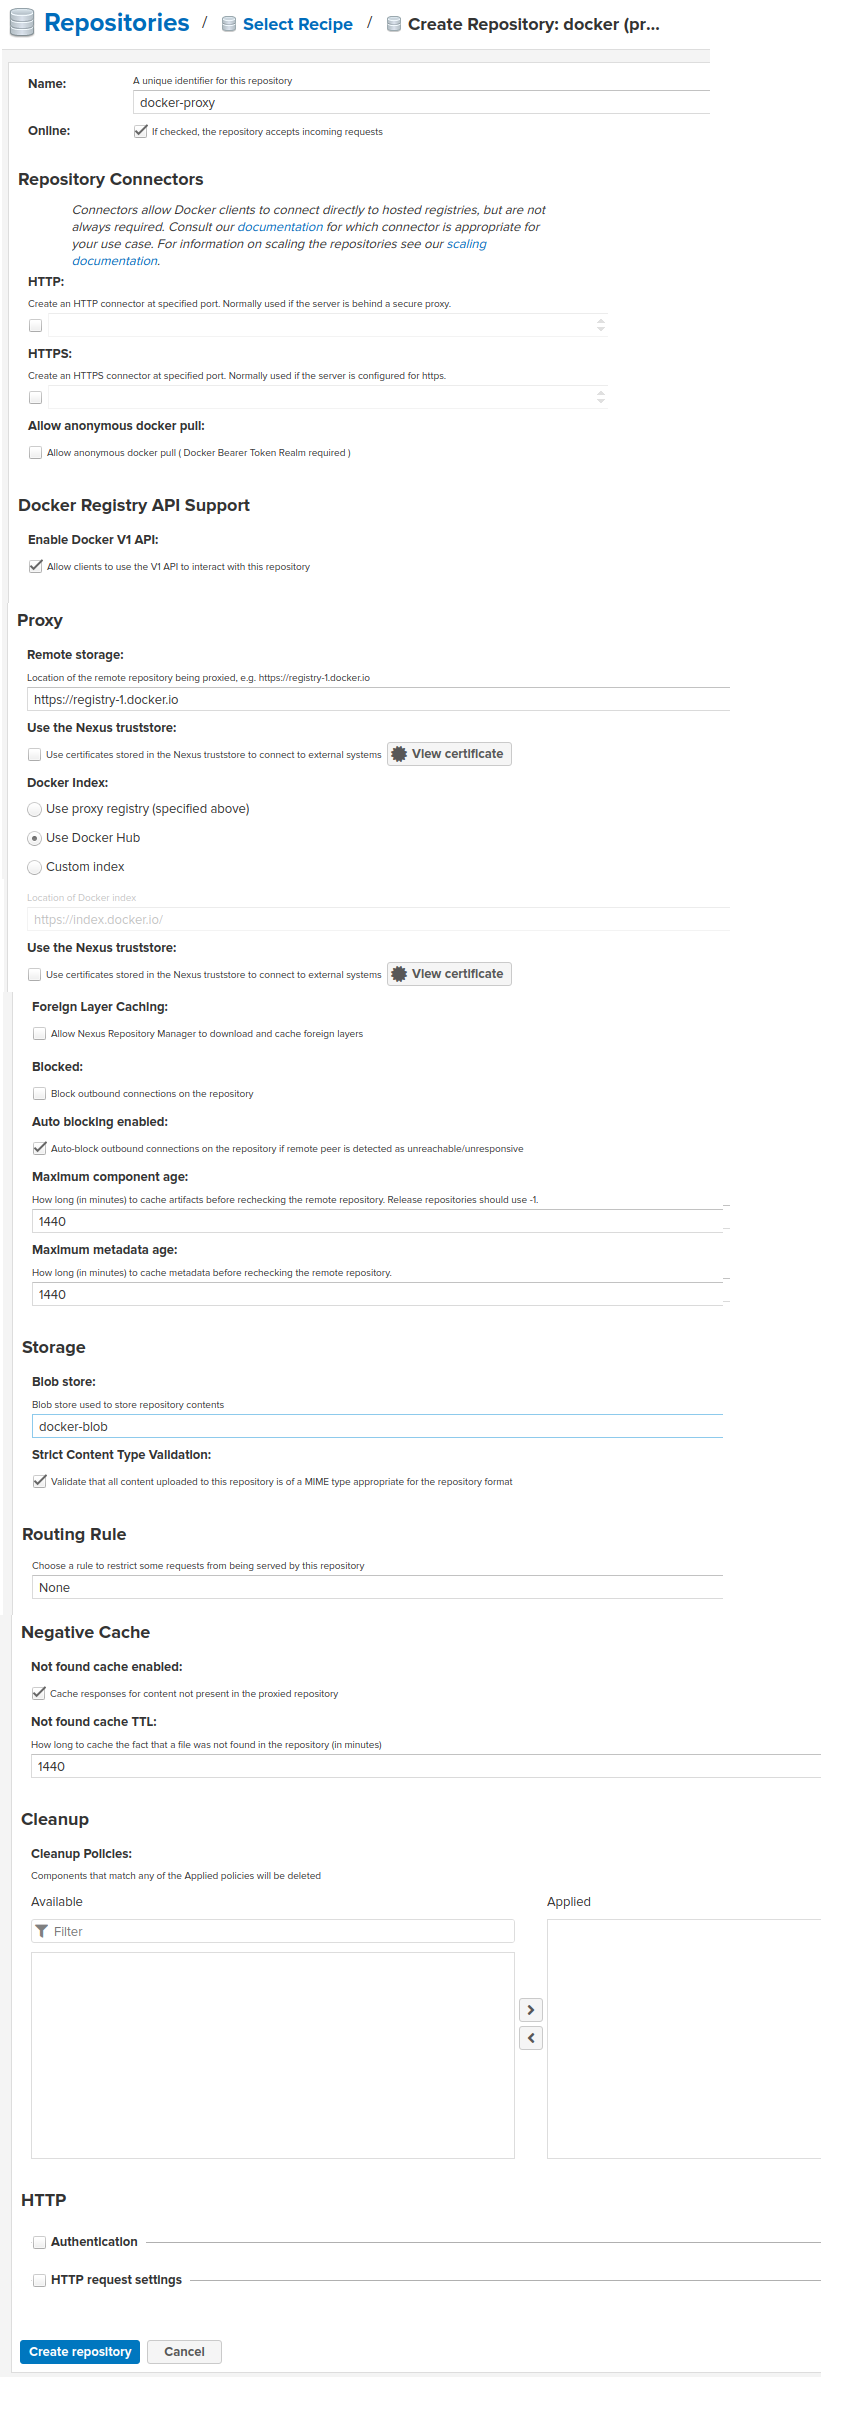 Repositories / Select Recipe / Create Repository: docker (pr...
Name:
A unique identifier for this repository
docker-proxy
Online:
If checked, the repository accepts incoming requests
Repository Connectors
Connectors allow Docker clients to connect directly to hosted registries, but are not
always required. Consult our documentation for which connector is appropriate for
your use case. For information on scaling the repositories see our scaling
documentation.
HTTP:
Create an HTTP connector at specified port. Normally used if the server is behind a secure proxy.
HTTPS:
Create an HTTPS connector at specified port. Normally used if the server is configured for https.
Allow anonymous docker pull:
Allow anonymous docker pull ( Docker Bearer Token Realm required )
Docker Registry API Support
Enable Docker V1 API:
Allow clients to use the V1 API to interact with this repository
Proxy
Remote storage:
Location of the remote repository being proxied, e.g. https://registry-1.docker.io
https://registry-1.docker.io
Use the Nexus truststore:
Use certificates stored in the Nexus truststore to connect to external systems View certificate
Docker Index:
Use proxy registry (specified above)
Use Docker Hub
Custom index
Location of Docker index
https://index.docker.io/
Use the Nexus truststore:
Use certificates stored in the Nexus truststore to connect to external systems View certificate
Foreign Layer Caching:
Allow Nexus Repository Manager to download and cache foreign layers
Blocked:
Block outbound connections on the repository
Auto blocking enabled:
Auto-block outbound connections on the repository if remote peer is detected as unreachable/unresponsive
Maximum component age:
How long (in minutes) to cache artifacts before rechecking the remote repository. Release repositories should use -1.
1440
Maximum metadata age:
How long (in minutes) to cache metadata before rechecking the remote repository.
1440
Storage
Blob store:
Blob store used to store repository contents
docker-blob
Strict Content Type Validation:
Validate that all content uploaded to this repository is of a MIME type appropriate for the repository format
Routing Rule
Choose a rule to restrict some requests from being served by this repository
None
Negative Cache
Not found cache enabled:
Cache responses for content not present in the proxied repository
Not found cache TTL:
How long to cache the fact that a file was not found in the repository (in minutes)
1440
Cleanup
Cleanup Policies:
Components that match any of the Applied policies will be deleted
Available Applied
Filter
HTTP
Authentication
HTTP request settings
Create repository Cancel